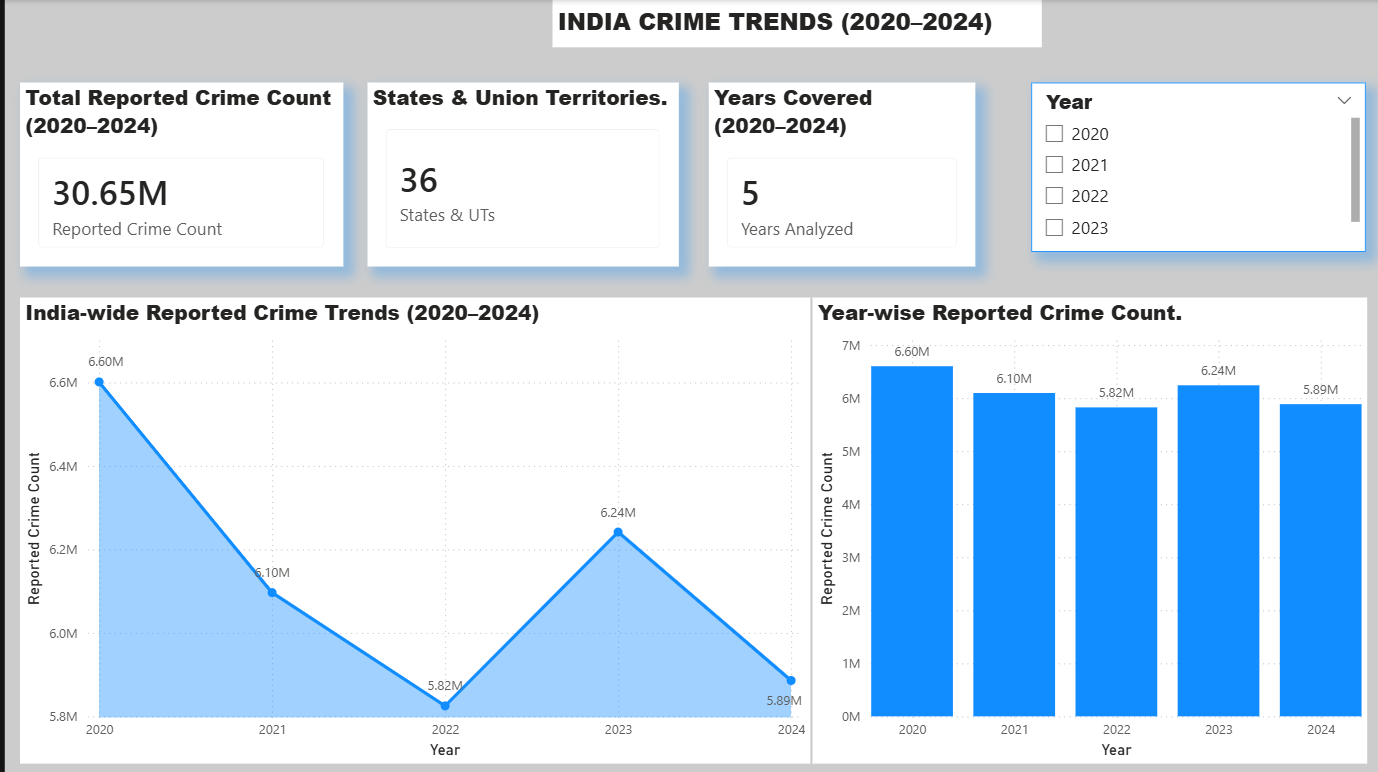 INDIA CRIME TRENDS (2020–2024)
Total Reported Crime Count
(2020–2024)
30.65M
Reported Crime Count
States & Union Territories.
36
States & UTs
Years Covered
(2020–2024)
5
Years Analyzed
Year
2020
2021
2022
2023
India-wide Reported Crime Trends (2020–2024)
Reported Crime Count
6.6M
6.4M
6.2M
6.0M
5.8M
6.60M
6.10M
5.82M
6.24M
5.89M
2020
2021
2022
2023
2024
Year
Year-wise Reported Crime Count.
Reported Crime Count
7M
6M
5M
4M
3M
2M
1M
0M
6.60M
6.10M
5.82M
6.24M
5.89M
2020
2021
2022
2023
2024
Year